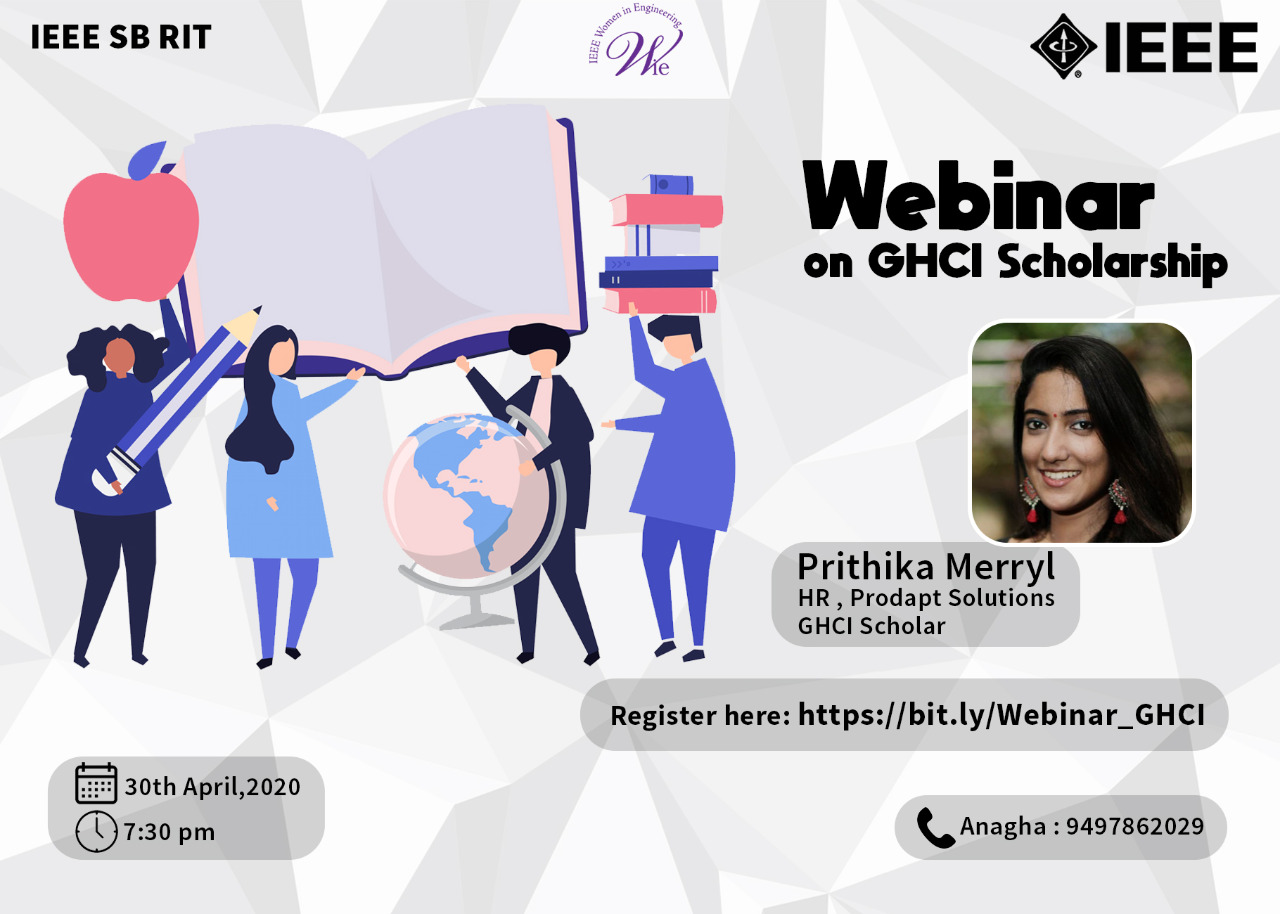 IEEE SB RIT
IEEE Women in Engineering
Wie
IEEE
Webinar
on GHCI Scholarship
Prithika Merryl
HR , Prodapt Solutions
GHCI Scholar
Register here: https://bit.ly/Webinar_GHCI
30th April,2020
7:30 pm
Anagha : 9497862029